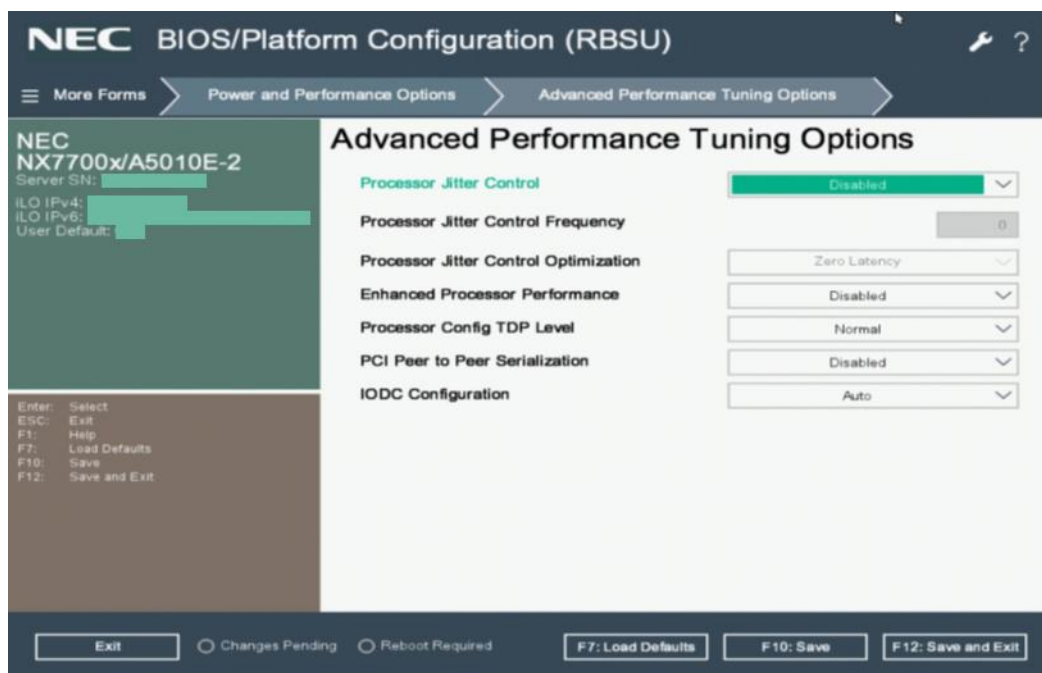 NEC BIOS/Platform Configuration (RBSU) ?
More Forms Power and Performance Options Advanced Performance Tuning Options
NEC
NX7700x/A5010E-2
Server SN:
iLO IPv4:
iLO IPv6:
User Default:
Enter: Select
ESC: Exit
F1: Help
F7: Load Defaults
F10: Save
F12: Save and Exit
Advanced Performance Tuning Options
Processor Jitter Control Disabled
Processor Jitter Control Frequency 0
Processor Jitter Control Optimization Zero Latency
Enhanced Processor Performance Disabled
Processor Config TDP Level Normal
PCI Peer to Peer Serialization Disabled
IODC Configuration Auto
Exit Changes Pending Reboot Required F7: Load Defaults F10: Save F12: Save and Exit